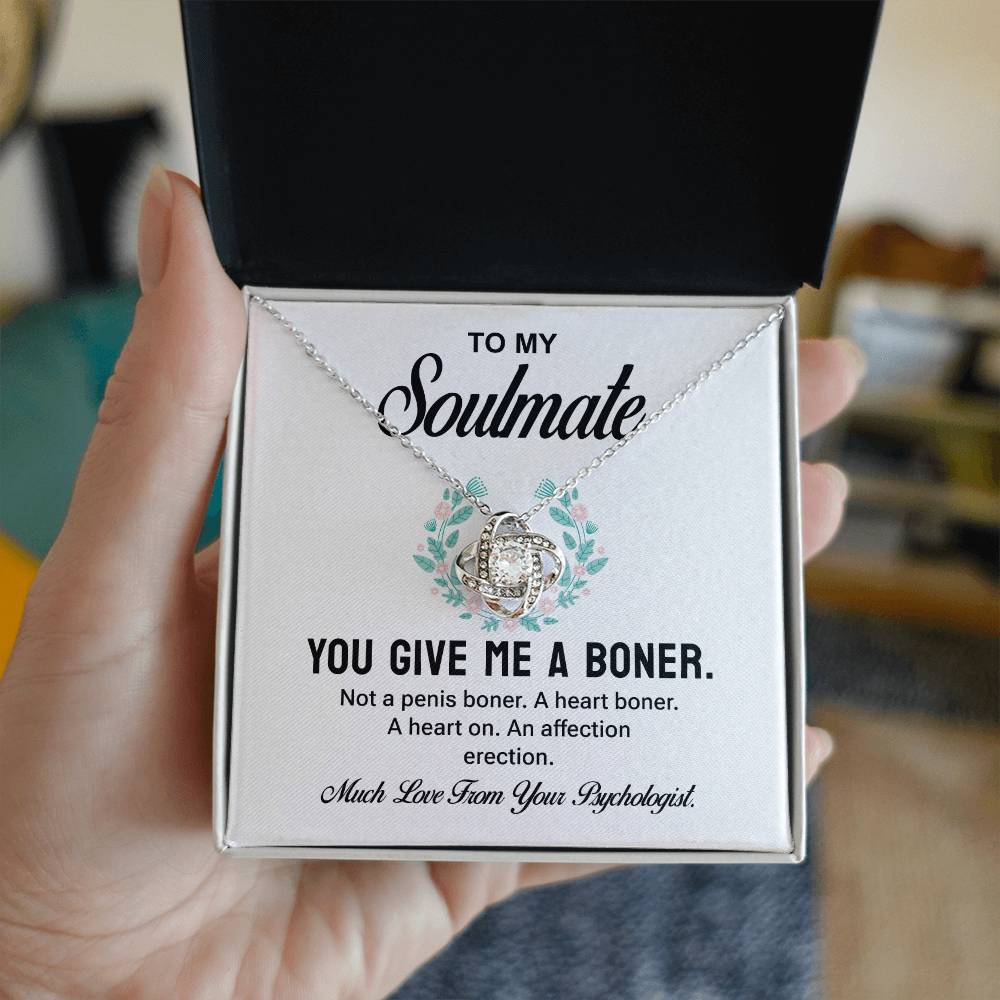 TO MY
Soulmate
YOU GIVE ME A BONER.
Not a penis boner. A heart boner.
A heart on. An affection
erection.
Much Love From Your Psychologist.